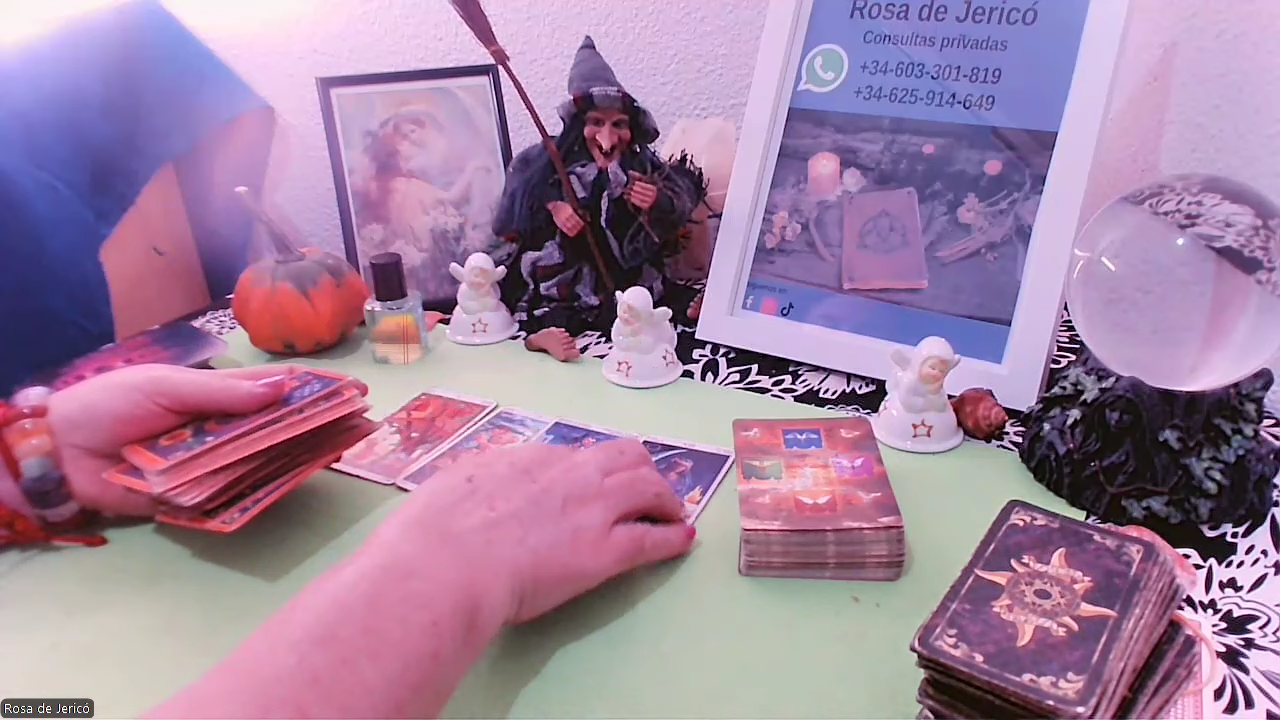 Rosa de Jericó
Consultas privadas
+34-603-301-819
+34-625-914-649
Rosa de Jericó